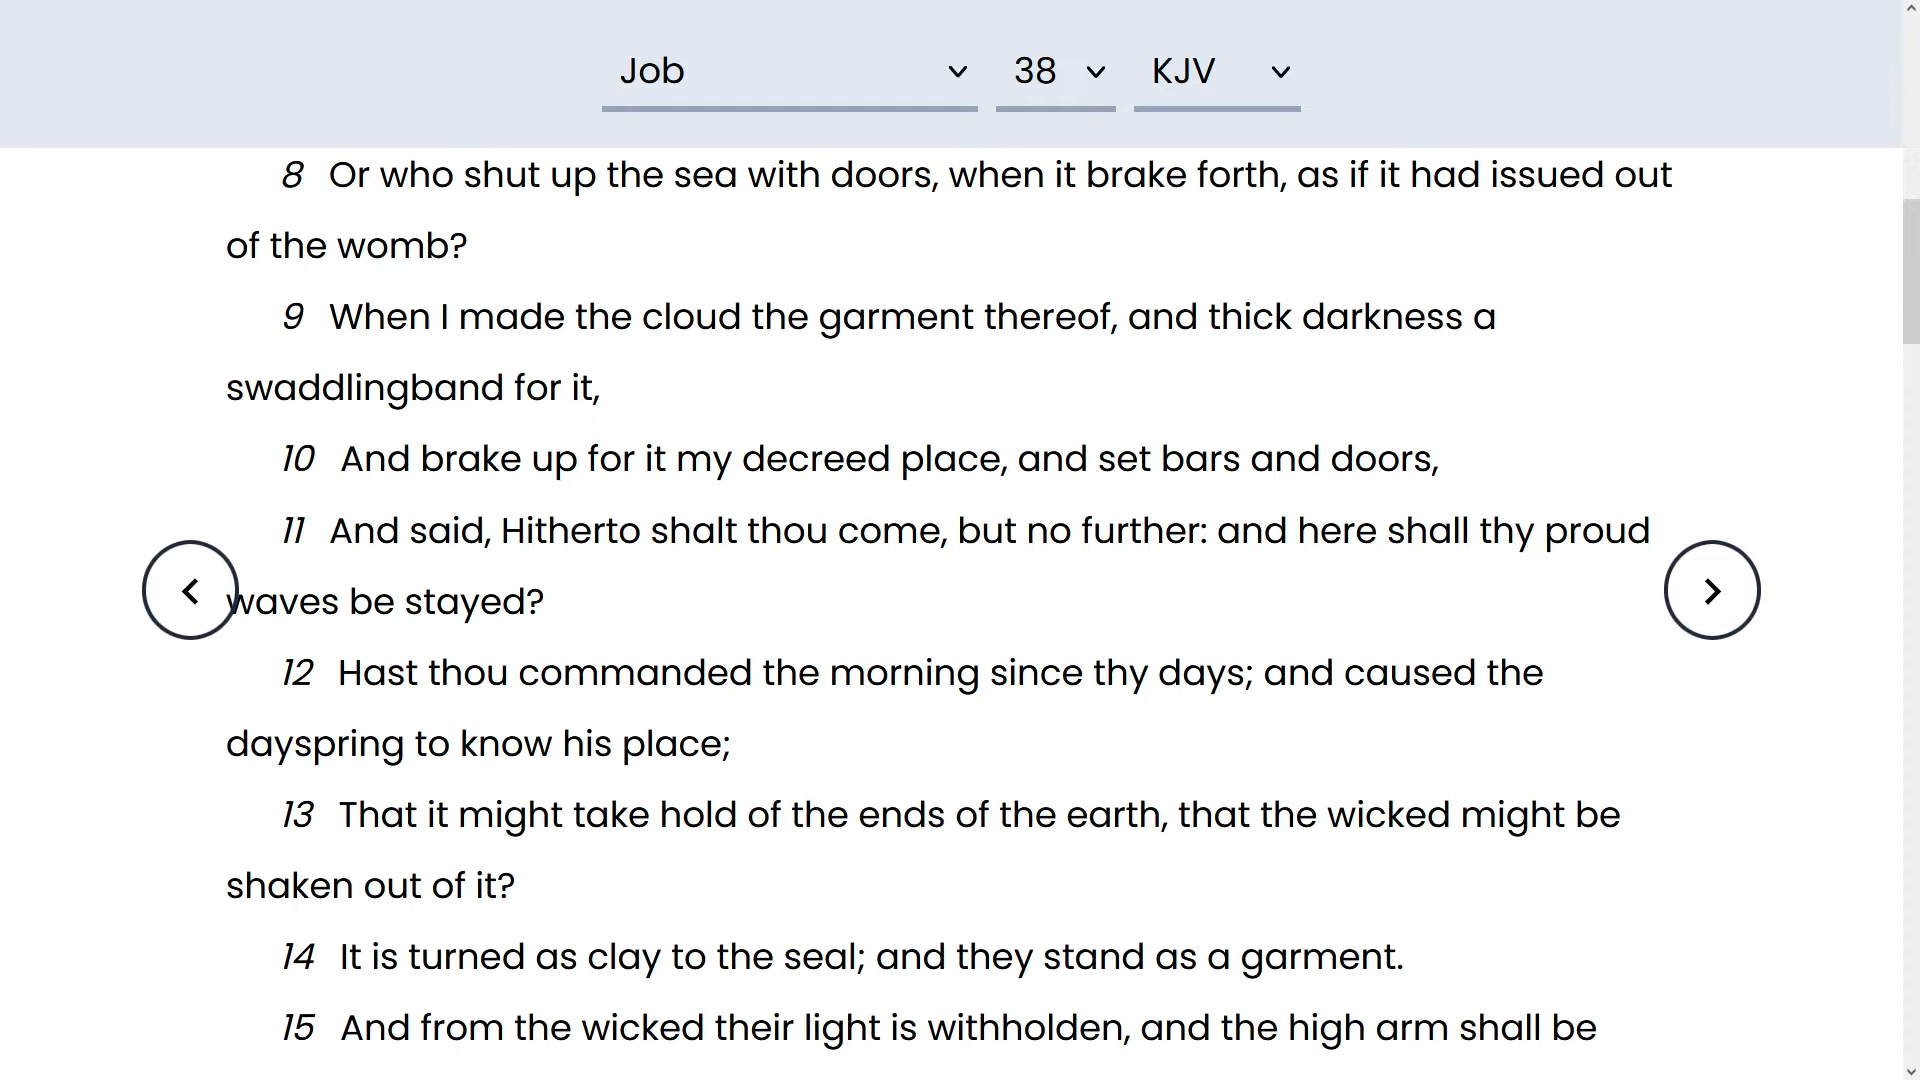 Job 38 KJV
8 Or who shut up the sea with doors, when it brake forth, as if it had issued out
of the womb?
9 When I made the cloud the garment thereof, and thick darkness a
swaddlingband for it,
10 And brake up for it my decreed place, and set bars and doors,
11 And said, Hitherto shalt thou come, but no further: and here shall thy proud
waves be stayed?
12 Hast thou commanded the morning since thy days; and caused the
dayspring to know his place;
13 That it might take hold of the ends of the earth, that the wicked might be
shaken out of it?
14 It is turned as clay to the seal; and they stand as a garment.
15 And from the wicked their light is withholden, and the high arm shall be